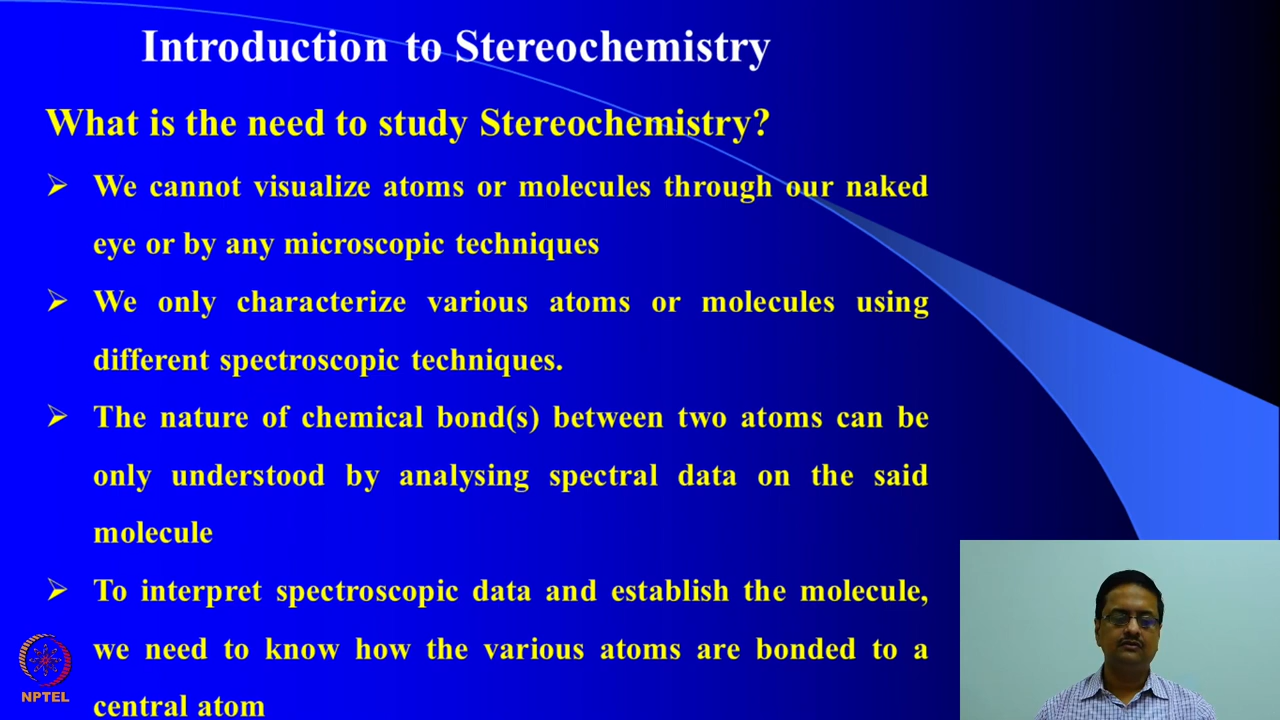 Introduction to Stereochemistry
What is the need to study Stereochemistry?
We cannot visualize atoms or molecules through our naked
eye or by any microscopic techniques
We only characterize various atoms or molecules using
different spectroscopic techniques.
The nature of chemical bond(s) between two atoms can be
only understood by analysing spectral data on the said
molecule
To interpret spectroscopic data and establish the molecule,
we need to know how the various atoms are bonded to a
central atom
NPTEL